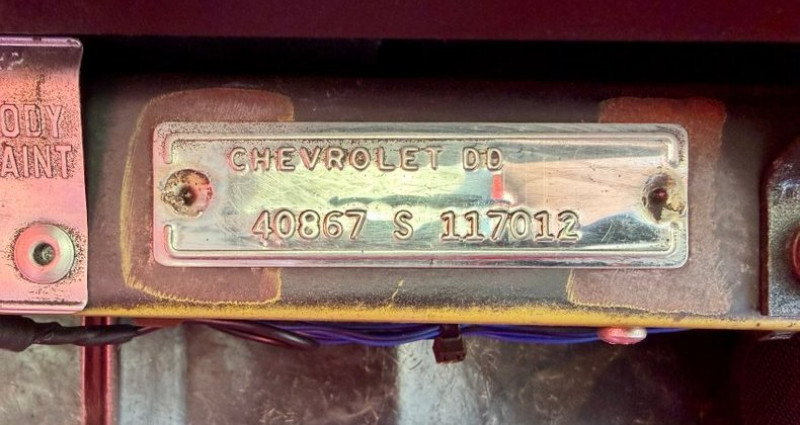 ODY
AINT
CHEVROLET DD
40867 S 117012